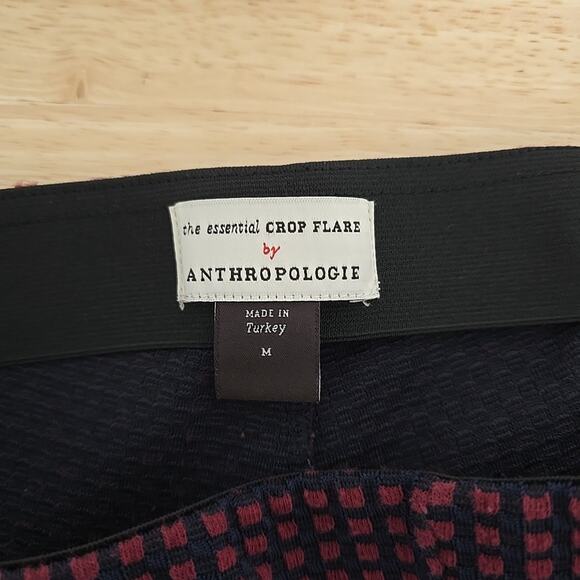 the essential CROP FLARE
by
ANTHROPOLOGIE
MADE IN
Turkey
M